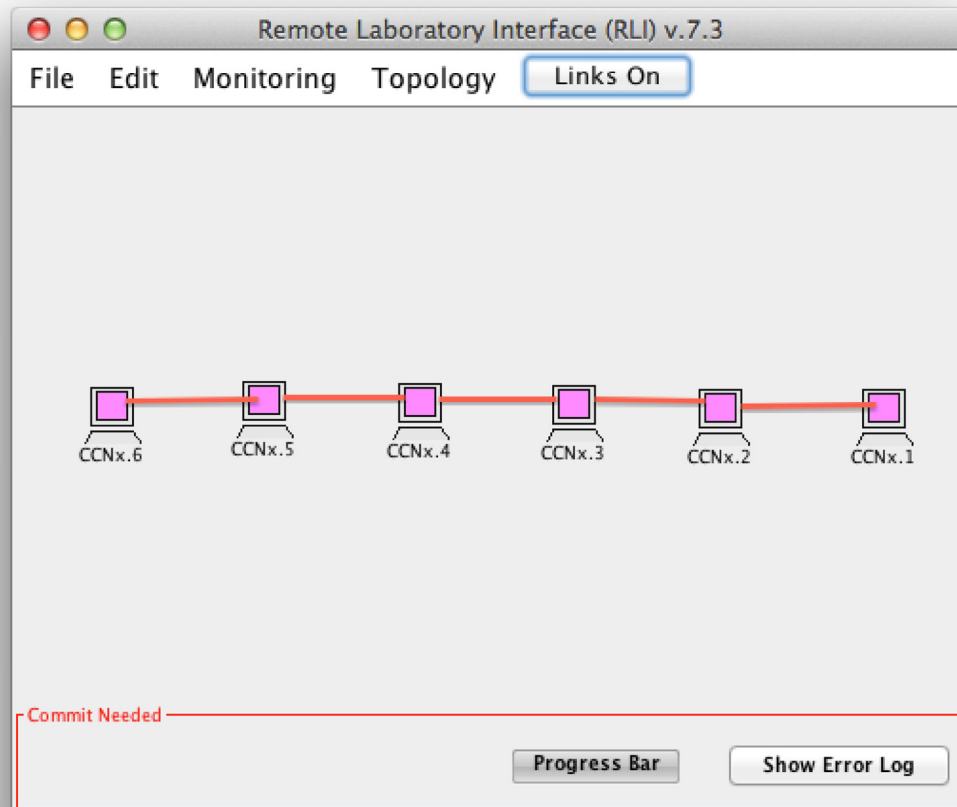 Remote Laboratory Interface (RLI) v.7.3
File Edit Monitoring Topology Links On
CCNx.6 CCNx.5 CCNx.4 CCNx.3 CCNx.2 CCNx.1
Commit Needed
Progress Bar Show Error Log